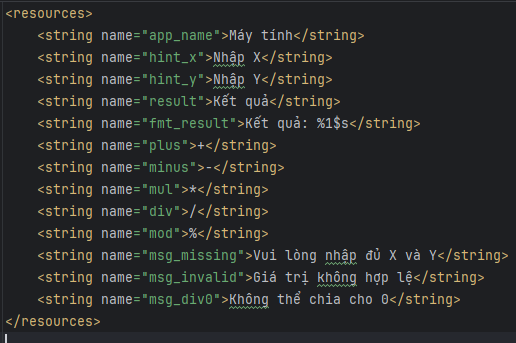 <resources>
<string name="app_name">Máy tính</string>
<string name="hint_x">Nhập X</string>
<string name="hint_y">Nhập Y</string>
<string name="result">Kết quả</string>
<string name="fmt_result">Kết quả: %1$s</string>
<string name="plus">+</string>
<string name="minus">-</string>
<string name="mul">*</string>
<string name="div">/</string>
<string name="mod">%</string>
<string name="msg_missing">Vui lòng nhập đủ X và Y</string>
<string name="msg_invalid">Giá trị không hợp lệ</string>
<string name="msg_div0">Không thể chia cho 0</string>
</resources>